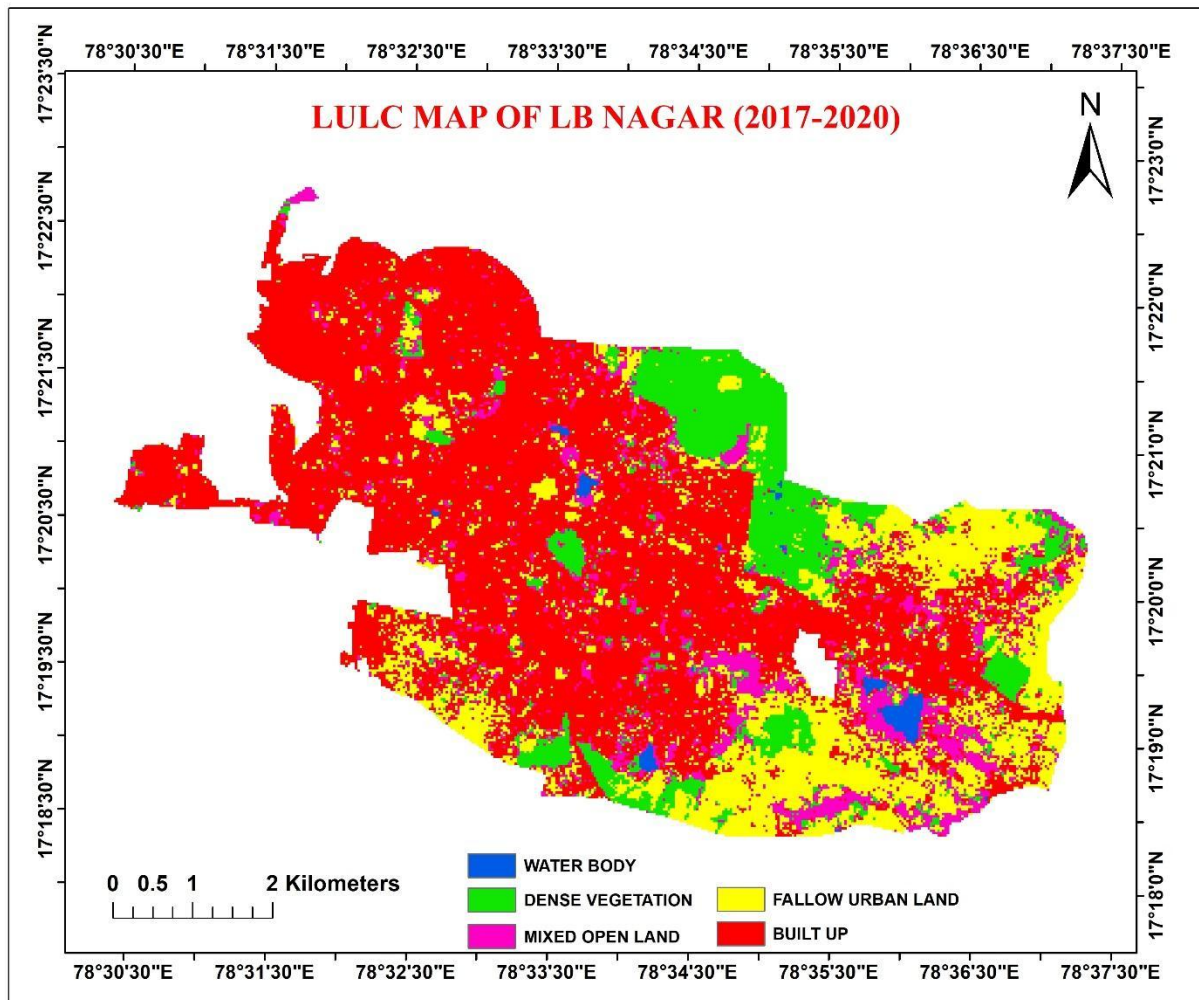 78°30'30"E 78°31'30"E 78°32'30"E 78°33'30"E 78°34'30"E 78°35'30"E 78°36'30"E 78°37'30"E
LULC MAP OF LB NAGAR (2017-2020)
N
17°23'30"N
17°22'30"N
17°21'30"N
17°20'30"N
17°19'30"N
17°18'30"N
17°23'0"N
17°22'0"N
17°21'0"N
17°20'0"N
17°19'0"N
17°18'0"N
0 0.5 1 2 Kilometers
WATER BODY
DENSE VEGETATION
MIXED OPEN LAND
FALLOW URBAN LAND
BUILT UP
78°30'30"E 78°31'30"E 78°32'30"E 78°33'30"E 78°34'30"E 78°35'30"E 78°36'30"E 78°37'30"E